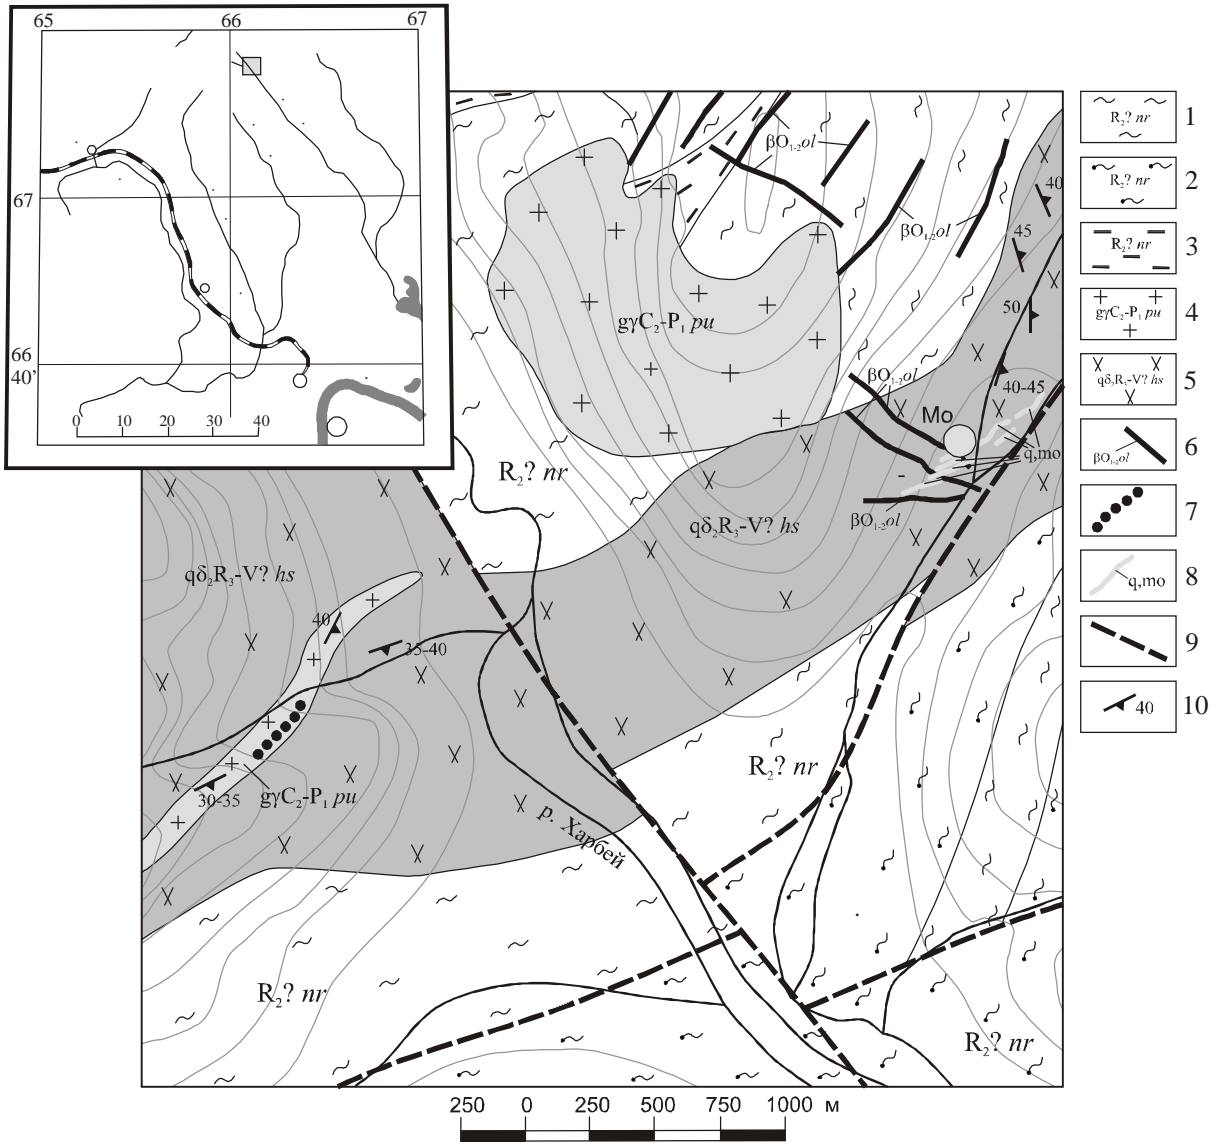 65
66
67
67
66
40'
0 10 20 30 40
βO₁₋₂ol
βO₁₋₂ol
40
45
50
gγC₂-P₁ pu
βO₁₋₂ol
40-45
Mo
q,mo
R₂? nr
βO₁₋₂ol
qδ₂R₃-V? hs
qδ₂R₃-V? hs
40
35-40
30-35
gγC₂-P₁ pu
R₂? nr
р. Харбей
R₂? nr
R₂? nr
250 0 250 500 750 1000 м
R₂? nr 1
R₂? nr 2
R₂? nr 3
gγC₂-P₁ pu 4
qδ₂R₃-V? hs 5
βO₁₋₂ol 6
7
q,mo 8
9
40 10